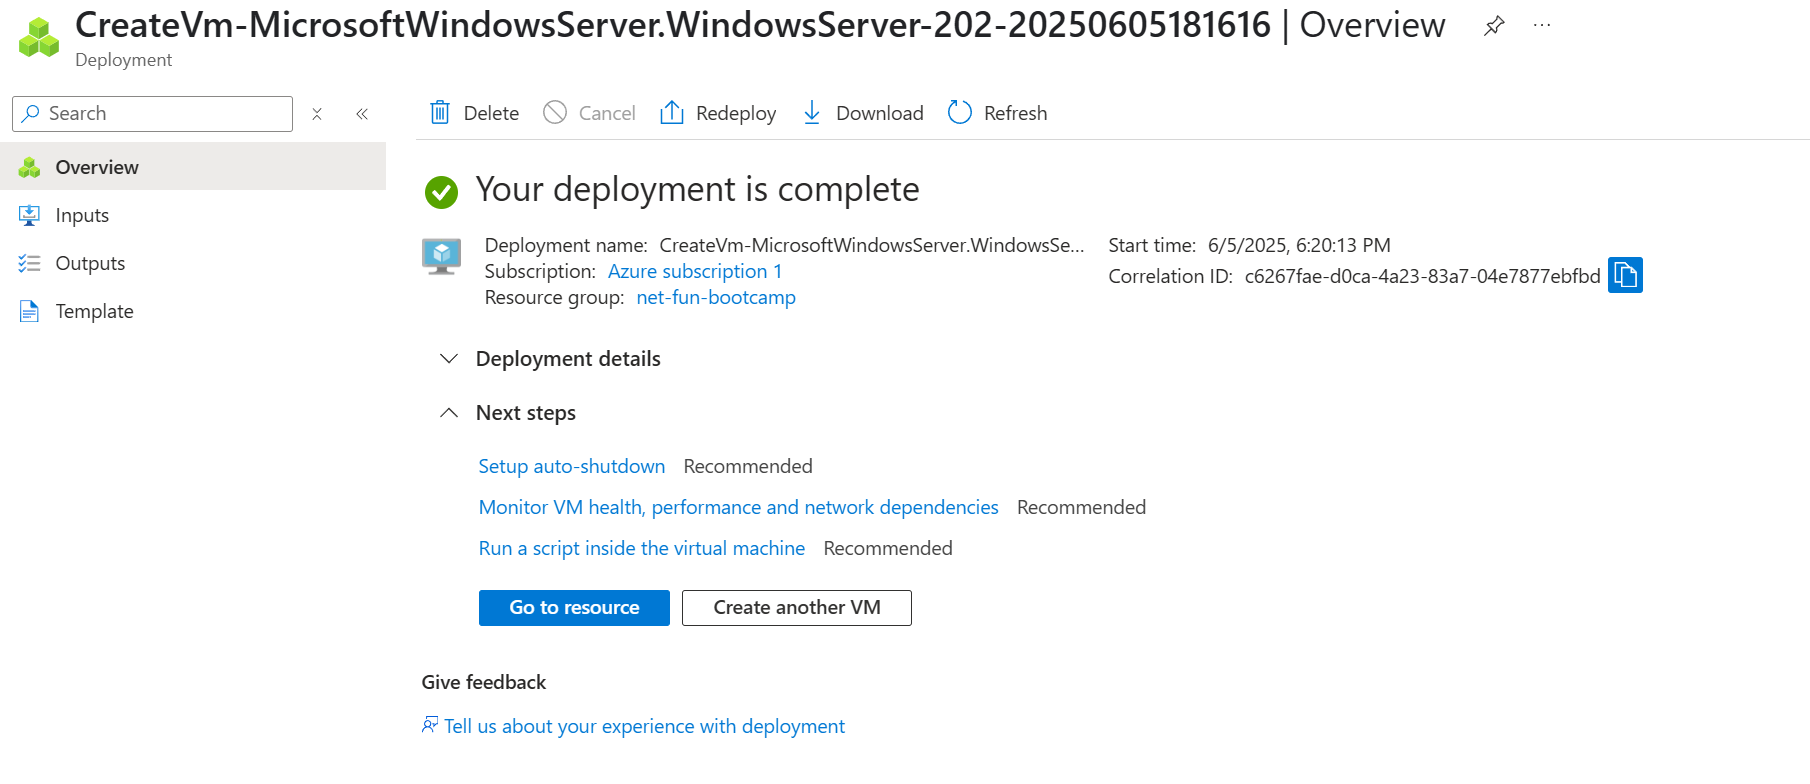 CreateVm-MicrosoftWindowsServer.WindowsServer-202-20250605181616 | Overview
Deployment
Search
Overview
Inputs
Outputs
Template
Delete Cancel Redeploy Download Refresh
Your deployment is complete
Deployment name: CreateVm-MicrosoftWindowsServer.WindowsSe...
Subscription: Azure subscription 1
Resource group: net-fun-bootcamp
Start time: 6/5/2025, 6:20:13 PM
Correlation ID: c6267fae-d0ca-4a23-83a7-04e7877ebfbd
Deployment details
Next steps
Setup auto-shutdown Recommended
Monitor VM health, performance and network dependencies Recommended
Run a script inside the virtual machine Recommended
Go to resource Create another VM
Give feedback
Tell us about your experience with deployment